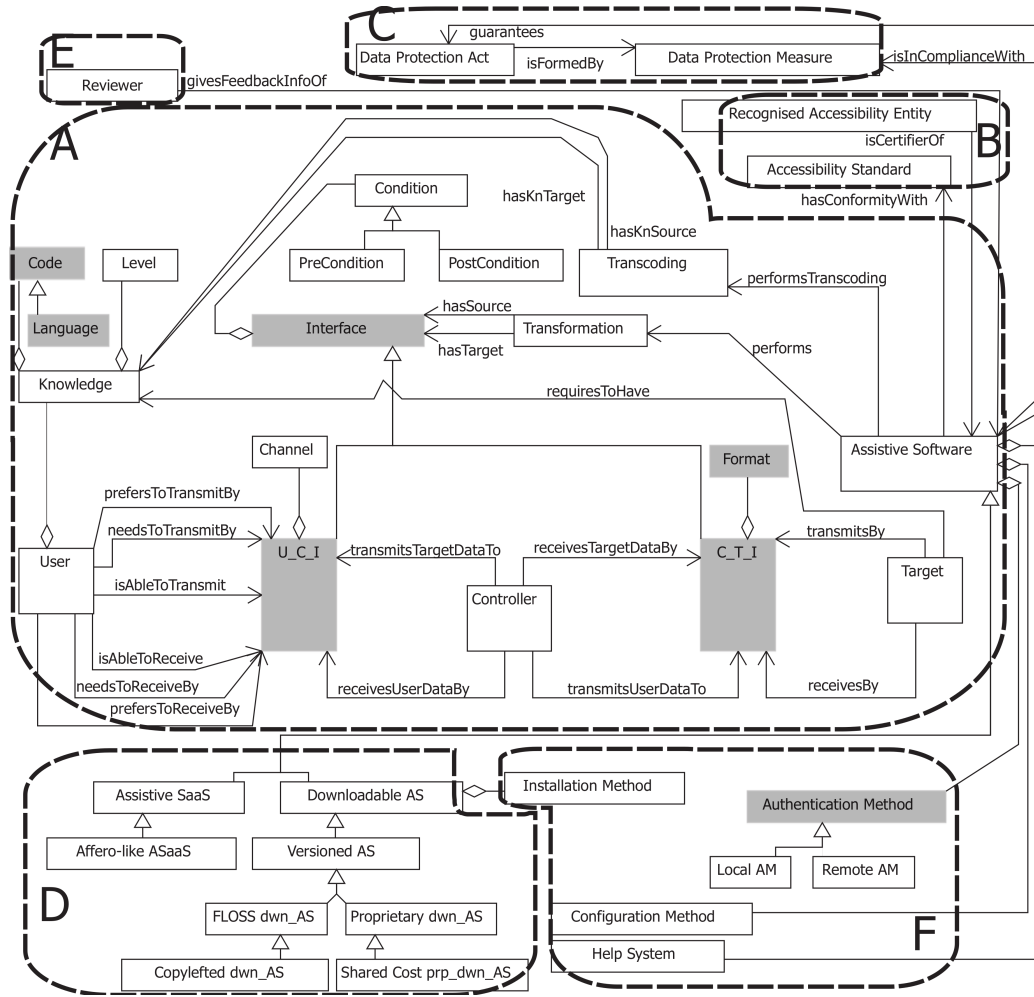 C
guarantees
Data Protection Act
isFormedBy
Data Protection Measure
isInComplianceWith
E
Reviewer
givesFeedbackInfoOf
A
Recognised Accessibility Entity
isCertifierOf
B
Accessibility Standard
hasConformityWith
Condition
hasKnTarget
hasKnSource
PreCondition
PostCondition
Transcoding
performsTranscoding
Code
Level
Language
Interface
hasSource
hasTarget
Transformation
performs
Knowledge
requiresToHave
Channel
Format
Assistive Software
prefersToTransmitBy
needsToTransmitBy
User
isAbleToTransmit
U_C_I
transmitsTargetDataTo
receivesTargetDataBy
C_T_I
transmitsBy
Controller
Target
isAbleToReceive
needsToReceiveBy
prefersToReceiveBy
receivesUserDataBy
transmitsUserDataTo
receivesBy
Assistive SaaS
Downloadable AS
Installation Method
Authentication Method
Affero-like ASaaS
Versioned AS
Local AM
Remote AM
D
FLOSS dwn_AS
Proprietary dwn_AS
Configuration Method
F
Help System
Copylefted dwn_AS
Shared Cost prp_dwn_AS